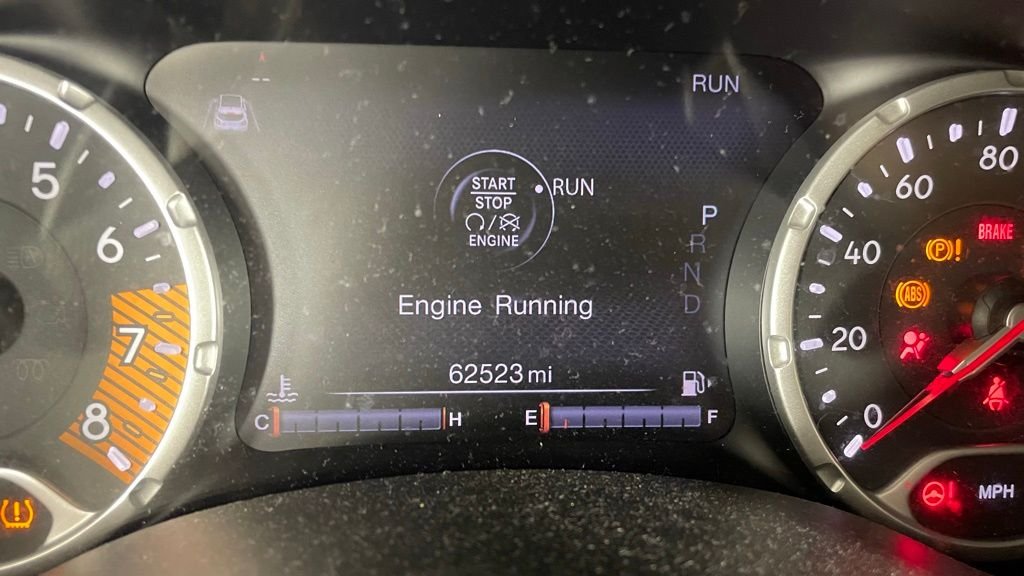 RUN
START
STOP
ENGINE
RUN
P
R
N
D
Engine Running
62523 mi
C
H
E
F
5
6
7
8
80
60
40
20
0
BRAKE
(P)!
ABS
MPH